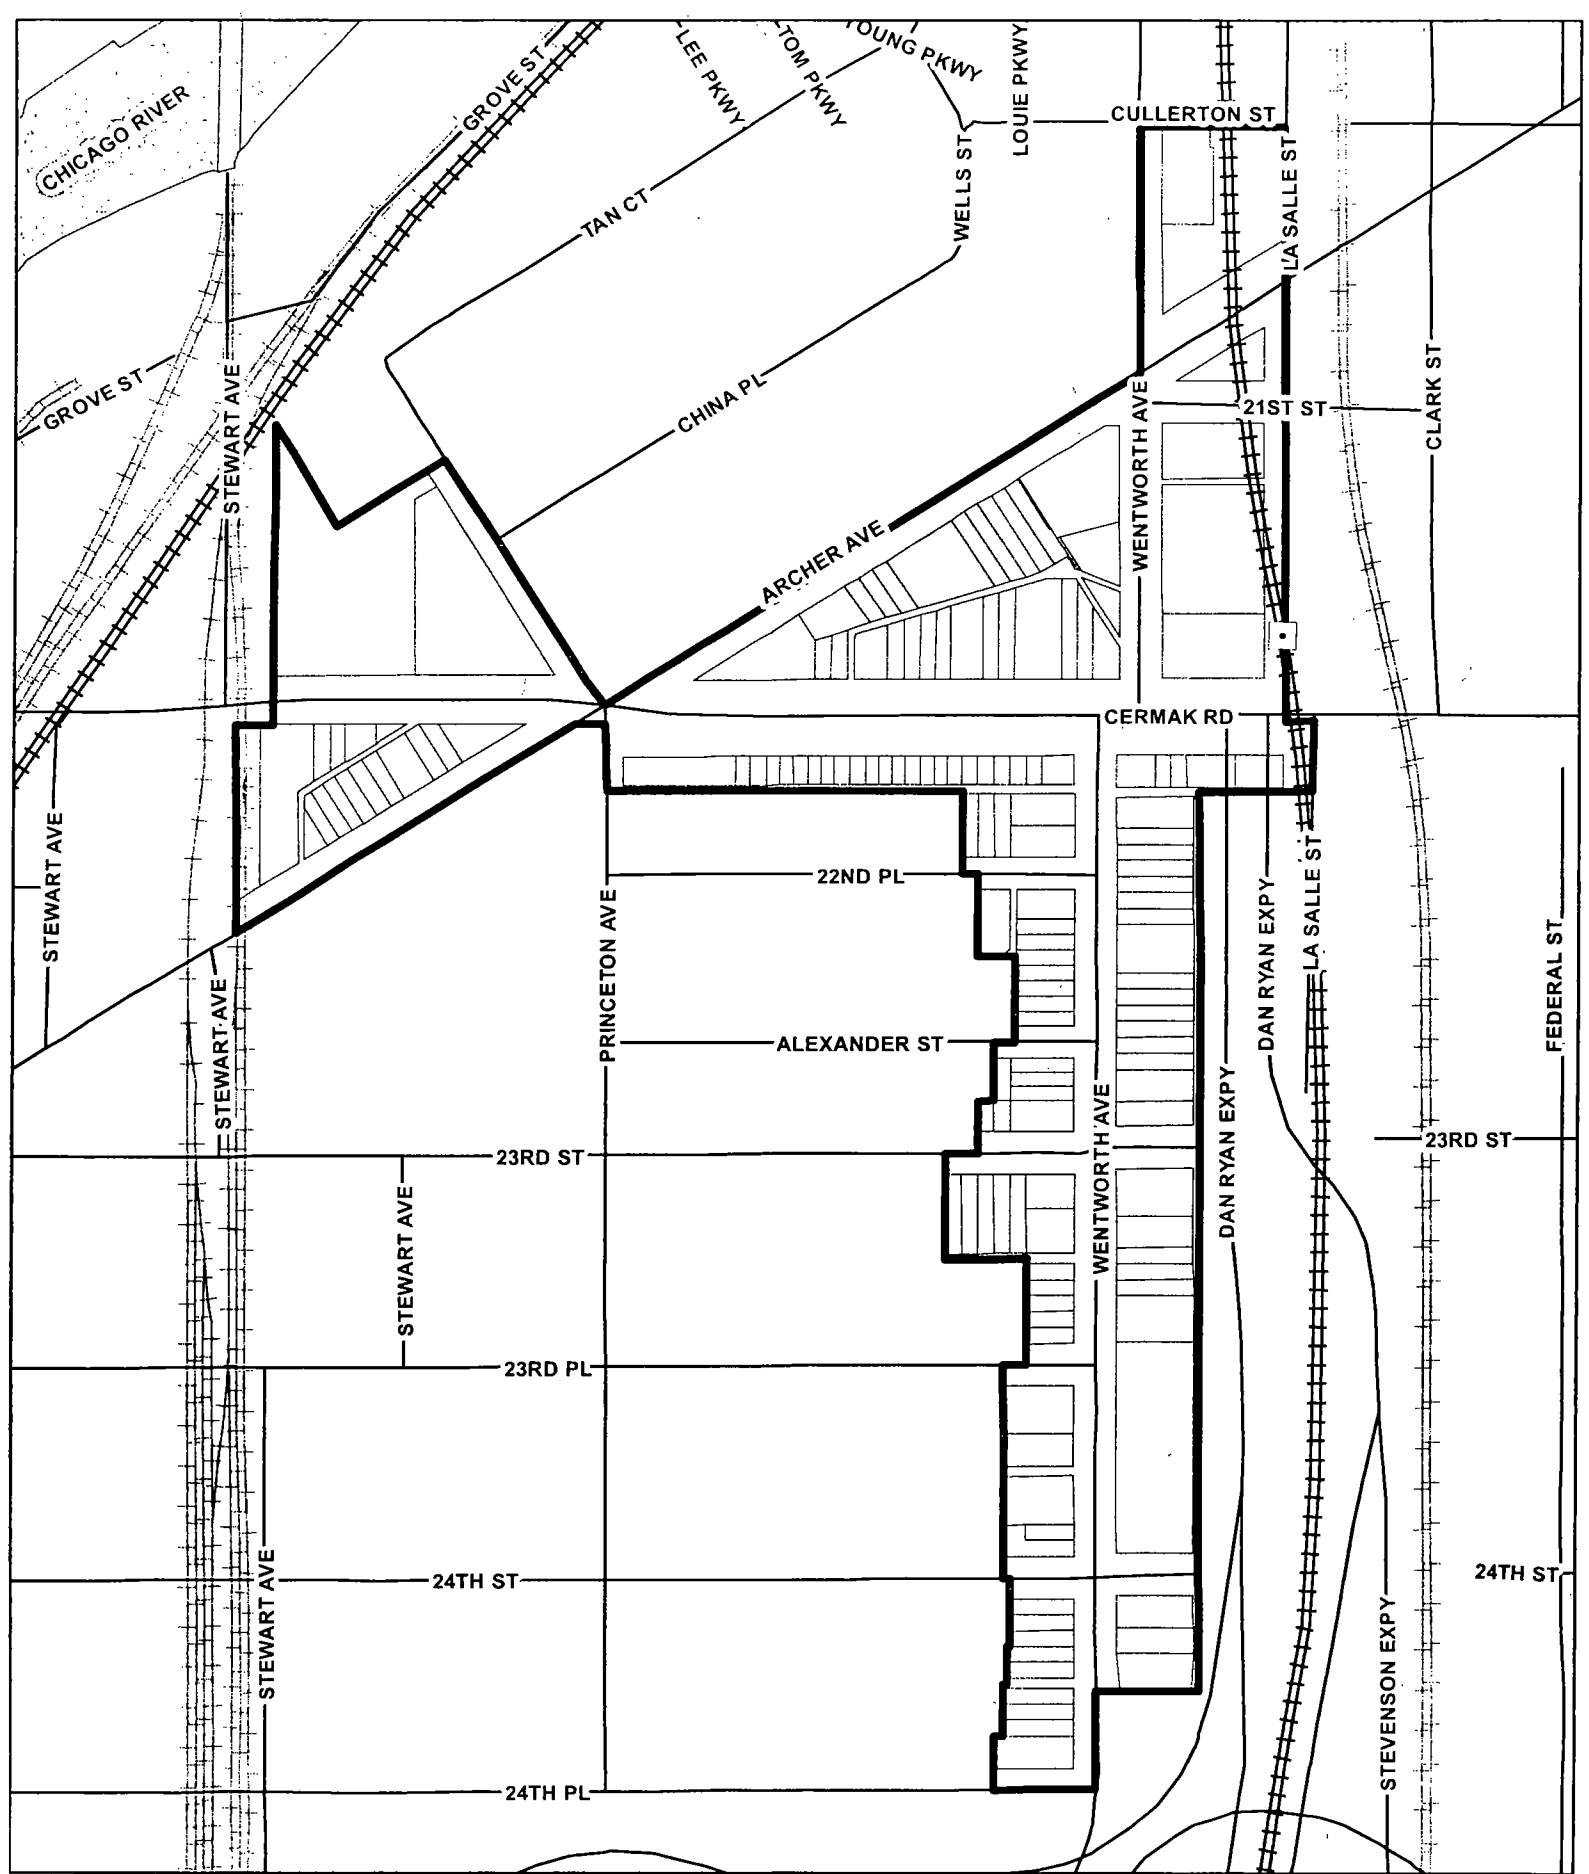 LEE PKWY
TOM PKWY
YOUNG PKWY
LOUIE PKWY
GROVE ST
CULLERTON ST
CHICAGO RIVER
WELLS ST
LA SALLE ST
TAN CT
GROVE ST
STEWART AVE
CHINA PL
WENTWORTH AVE
21ST ST
CLARK ST
ARCHER AVE
CERMAK RD
STEWART AVE
22ND PL
PRINCETON AVE
DAN RYAN EXPY
LA SALLE ST
FEDERAL ST
STEWART AVE
ALEXANDER ST
WENTWORTH AVE
DAN RYAN EXPY
23RD ST
23RD ST
STEWART AVE
23RD PL
24TH ST
24TH ST
STEWART AVE
STEVENSON EXPY
24TH PL